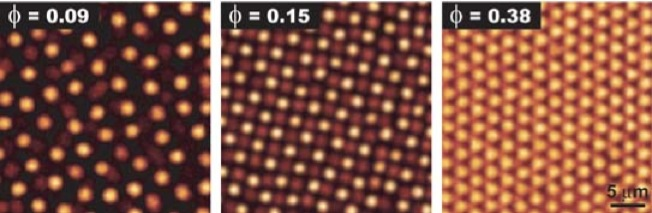 ϕ = 0.09
ϕ = 0.15
ϕ = 0.38
5 μm